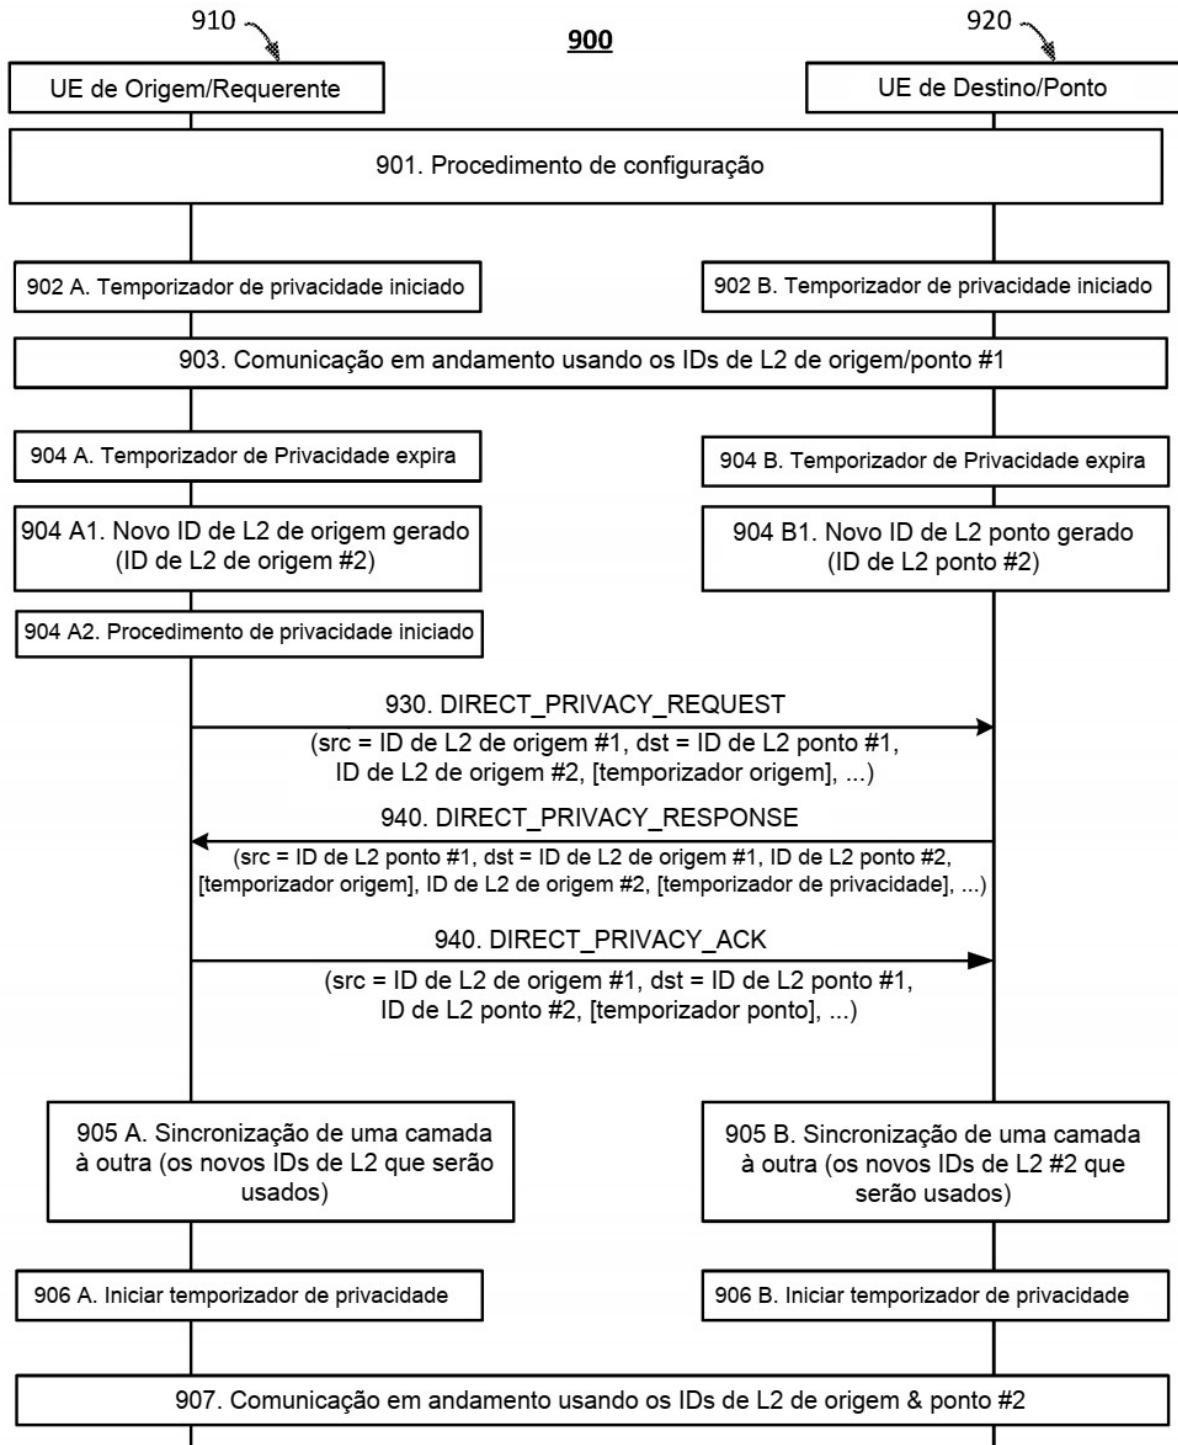 910
900
920
UE de Origem/Requerente
UE de Destino/Ponto
901. Procedimento de configuração
902 A. Temporizador de privacidade iniciado
902 B. Temporizador de privacidade iniciado
903. Comunicação em andamento usando os IDs de L2 de origem/ponto #1
904 A. Temporizador de Privacidade expira
904 B. Temporizador de Privacidade expira
904 A1. Novo ID de L2 de origem gerado
(ID de L2 de origem #2)
904 B1. Novo ID de L2 ponto gerado
(ID de L2 ponto #2)
904 A2. Procedimento de privacidade iniciado
930. DIRECT_PRIVACY_REQUEST
(src = ID de L2 de origem #1, dst = ID de L2 ponto #1,
ID de L2 de origem #2, [temporizador origem], ...)
940. DIRECT_PRIVACY_RESPONSE
(src = ID de L2 ponto #1, dst = ID de L2 de origem #1, ID de L2 ponto #2,
[temporizador origem], ID de L2 de origem #2, [temporizador de privacidade], ...)
940. DIRECT_PRIVACY_ACK
(src = ID de L2 de origem #1, dst = ID de L2 ponto #1,
ID de L2 ponto #2, [temporizador ponto], ...)
905 A. Sincronização de uma camada
à outra (os novos IDs de L2 que serão
usados)
905 B. Sincronização de uma camada
à outra (os novos IDs de L2 #2 que
serão usados)
906 A. Iniciar temporizador de privacidade
906 B. Iniciar temporizador de privacidade
907. Comunicação em andamento usando os IDs de L2 de origem & ponto #2